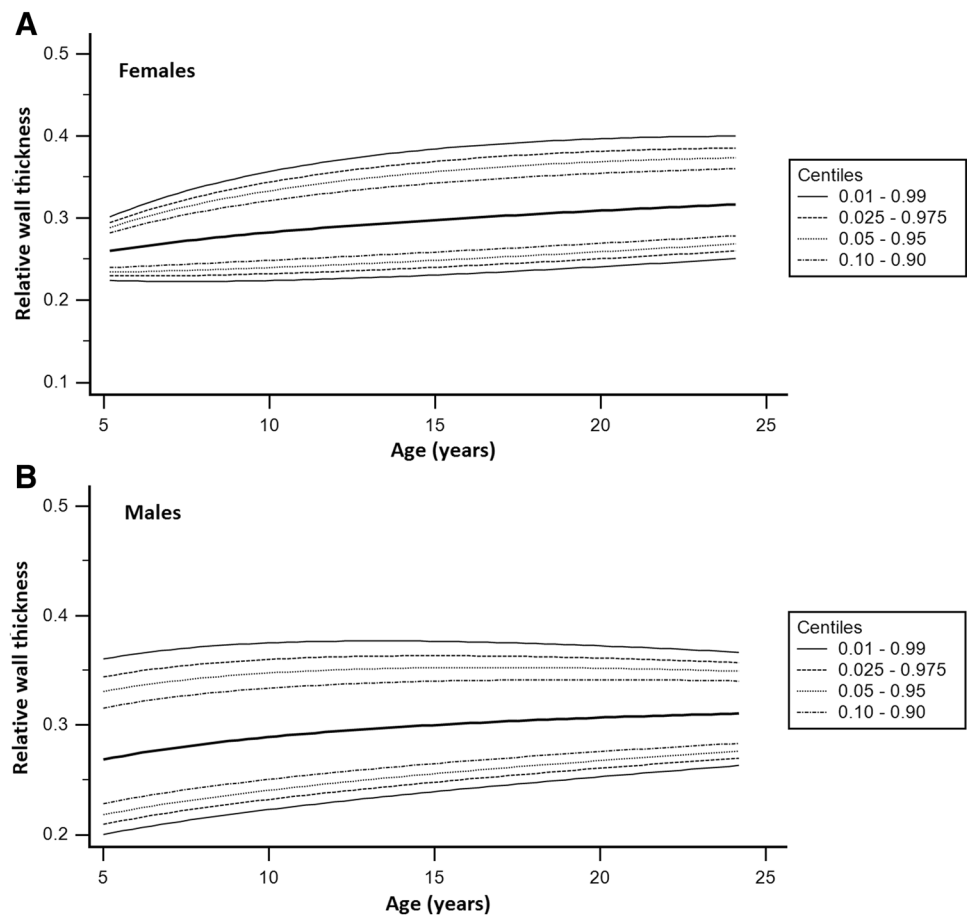 A
Females
Relative wall thickness
0.5
0.4
0.3
0.2
0.1
5
10
15
20
25
Age (years)
Centiles
0.01 - 0.99
0.025 - 0.975
0.05 - 0.95
0.10 - 0.90
B
Males
Relative wall thickness
0.5
0.4
0.3
0.2
5
10
15
20
25
Age (years)
Centiles
0.01 - 0.99
0.025 - 0.975
0.05 - 0.95
0.10 - 0.90